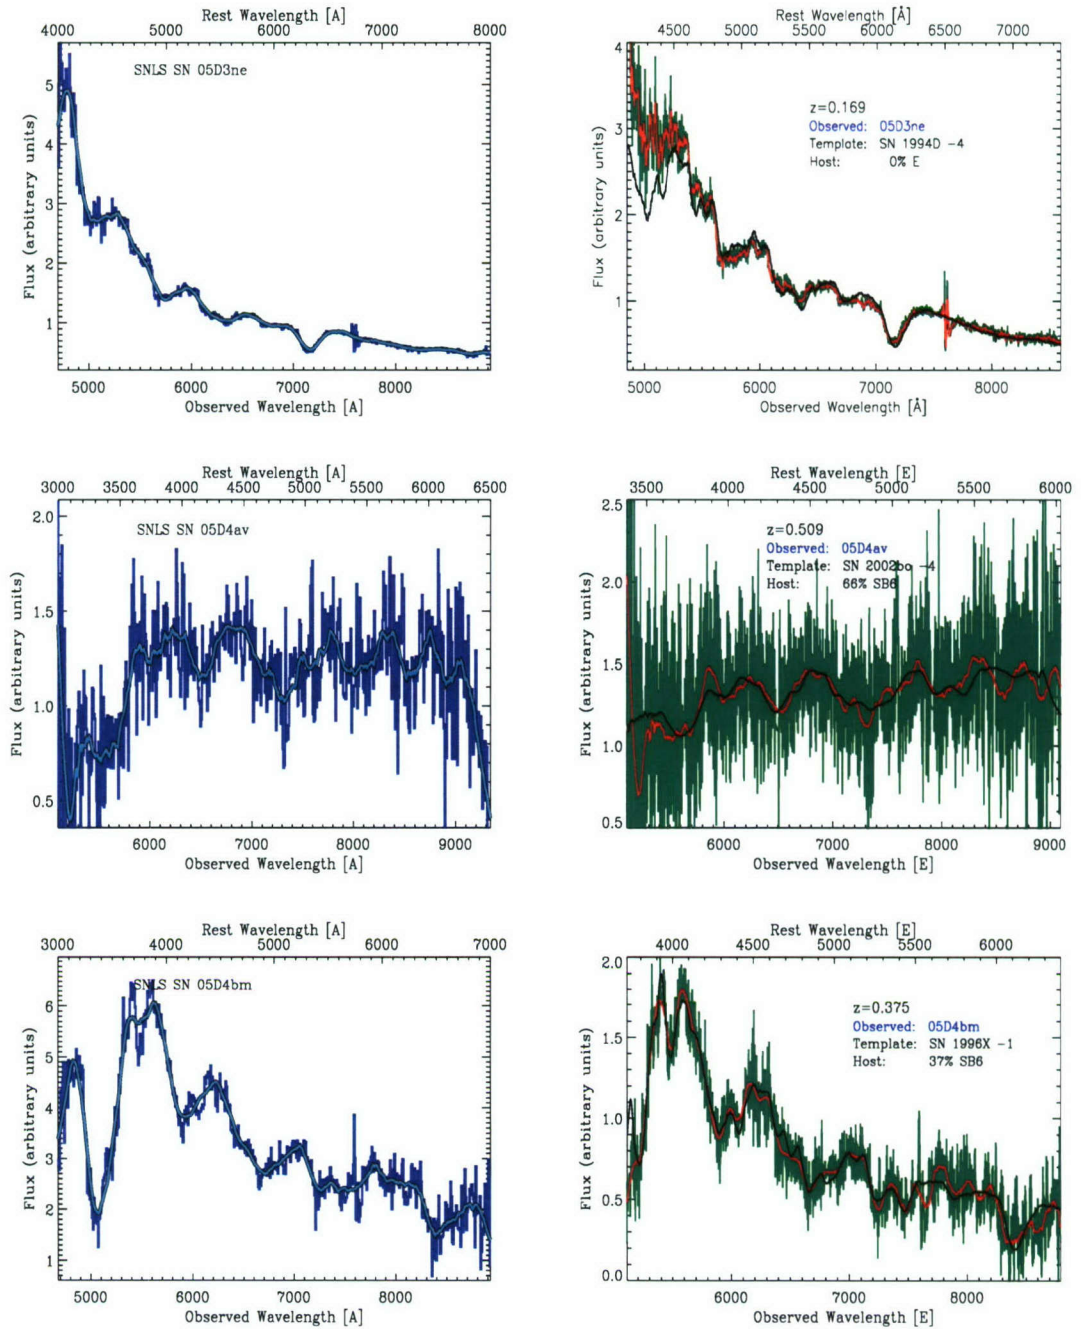 Rest Wavelength [A]
4000 5000 6000 7000 8000
SNLS SN 05D3ne
Flux (arbitrary units)
5
4
3
2
1
5000 6000 7000 8000
Observed Wavelength [A]
Rest Wavelength [Å]
4500 5000 5500 6000 6500 7000
z=0.169
Observed: 05D3ne
Template: SN 1994D -4
Host: 0% E
Flux (arbitrary units)
4
3
2
1
5000 6000 7000 8000
Observed Wavelength [Å]
Rest Wavelength [A]
3000 3500 4000 4500 5000 5500 6000 6500
SNLS SN 05D4av
Flux (arbitrary units)
2.0
1.5
1.0
0.5
6000 7000 8000 9000
Observed Wavelength [A]
Rest Wavelength [E]
3500 4000 4500 5000 5500 6000
z=0.509
Observed: 05D4av
Template: SN 2002bo -4
Host: 66% SB6
Flux (arbitrary units)
2.5
2.0
1.5
1.0
0.5
6000 7000 8000 9000
Observed Wavelength [E]
Rest Wavelength [A]
3000 4000 5000 6000 7000
SNLS SN 05D4bm
Flux (arbitrary units)
6
5
4
3
2
1
5000 6000 7000 8000
Observed Wavelength [A]
Rest Wavelength [E]
4000 4500 5000 5500 6000
z=0.375
Observed: 05D4bm
Template: SN 1996X -1
Host: 37% SB6
Flux (arbitrary units)
2.0
1.5
1.0
0.5
0.0
6000 7000 8000
Observed Wavelength [E]